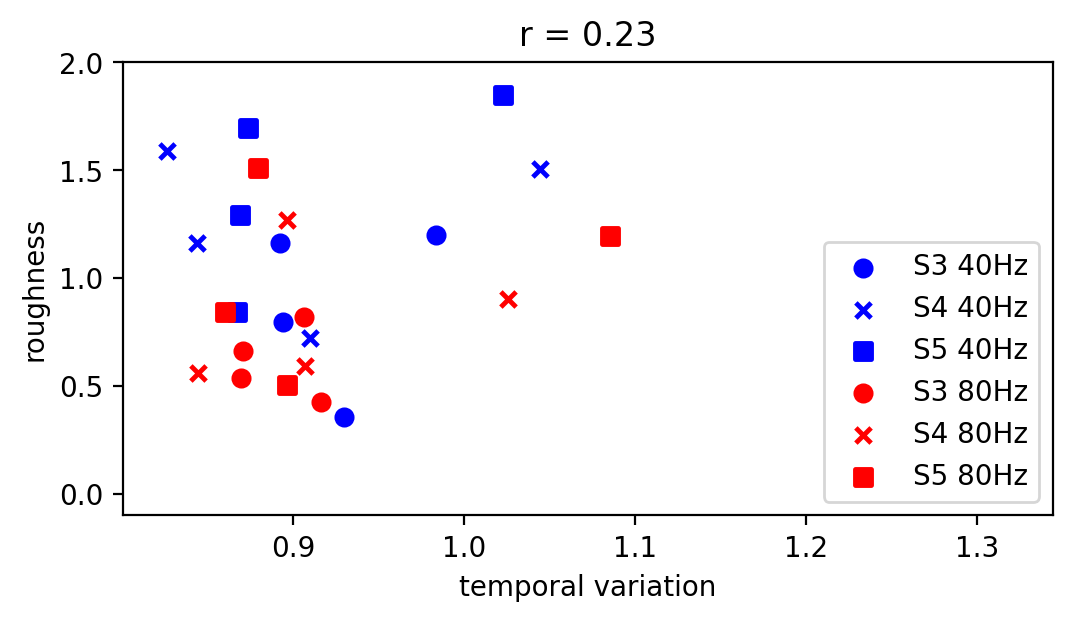 r = 0.23
roughness
2.0
1.5
1.0
0.5
0.0
S3 40Hz
S4 40Hz
S5 40Hz
S3 80Hz
S4 80Hz
S5 80Hz
0.9 1.0 1.1 1.2 1.3
temporal variation